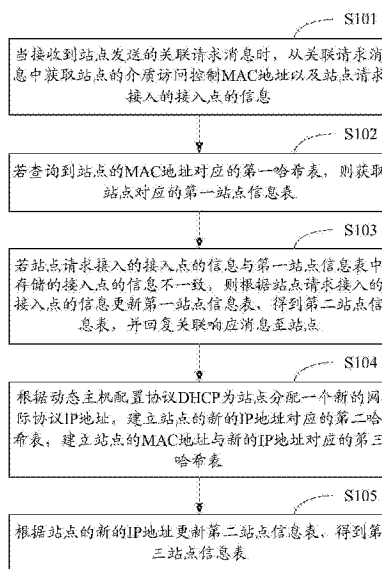 S101
当接收到站点发送的关联请求消息时，从关联请求消
息中获取站点的介质访问控制MAC地址以及站点请求
接入的接入点的信息
S102
若查询到站点的MAC地址对应的第一哈希表，则获取
站点对应的第一站点信息表
S103
若站点请求接入的接入点的信息与第一站点信息表中
存储的接入点的信息不一致，则根据站点请求接入的
接入点的信息更新第一站点信息表，得到第二站点信
息表，并回复关联响应消息至站点
S104
根据动态主机配置协议DHCP为站点分配一个新的网
际协议IP地址，建立站点的新的IP地址对应的第二哈
希表，建立站点的MAC地址与新的IP地址对应的第三
哈希表
S105
根据站点的新的IP地址更新第二站点信息表，得到第
三站点信息表